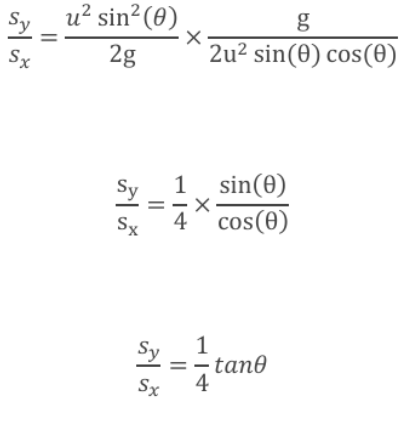 s_y/s_x = u² sin²(θ)/2g × g/2u² sin(θ) cos(θ)
s_y/s_x = 1/4 × sin(θ)/cos(θ)
s_y/s_x = 1/4 tanθ